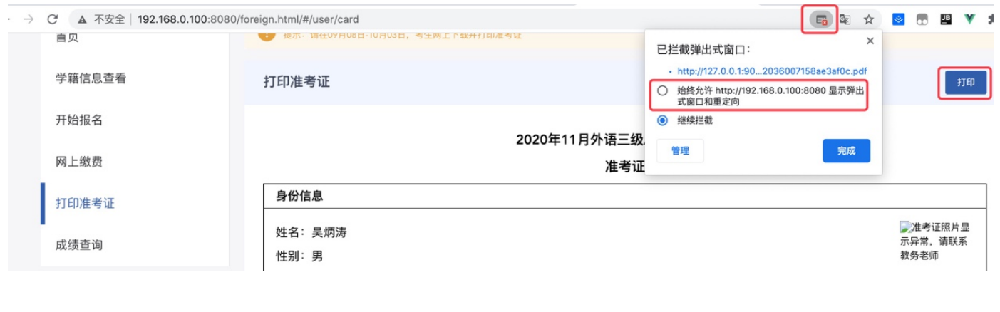 不安全 | 192.168.0.100:8080/foreign.html/#/user/card
首页
提示：请在09月08日-10月03日，考生网上下载并打印准考证
学籍信息查看
开始报名
网上缴费
打印准考证
成绩查询
打印准考证
打印
已拦截弹出式窗口：
• http://127.0.0.1:90...2036007158ae3af0c.pdf
始终允许 http://192.168.0.100:8080 显示弹出
式窗口和重定向
继续拦截
管理
完成
2020年11月外语三级
准考证
身份信息
姓名：吴炳涛
性别：男
准考证照片显
示异常，请联系
教务老师
JB